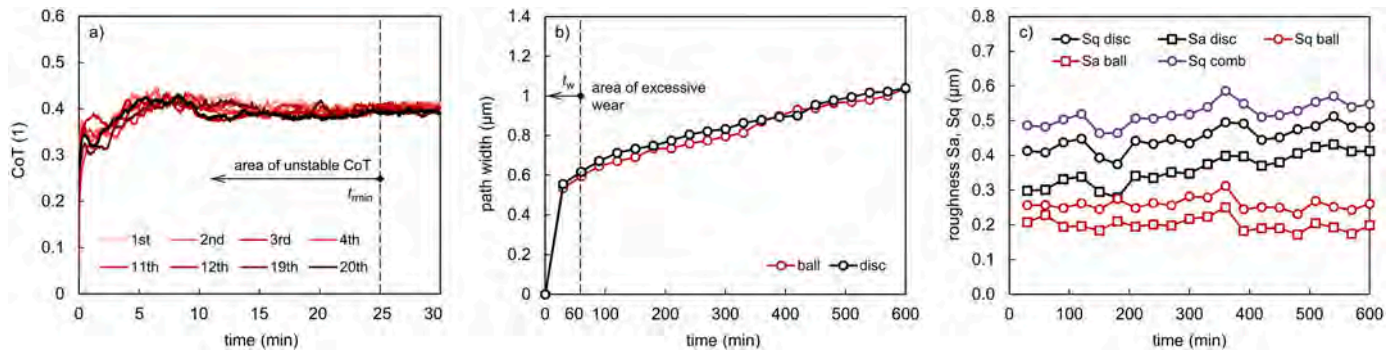 a)
0.6
0.5
0.4
0.3
0.2
0.1
0
CoT (1)
area of unstable CoT
t_rmin
1st 2nd 3rd 4th
11th 12th 19th 20th
0 5 10 15 20 25 30
time (min)
b)
1.4
1.2
1
0.8
0.6
0.4
0.2
0
path width (µm)
t_w
area of excessive
wear
ball disc
0 60 100 200 300 400 500 600
time (min)
c)
0.8
0.7
0.6
0.5
0.4
0.3
0.2
0.1
0.0
roughness Sa, Sq (µm)
Sq disc Sa disc Sq ball
Sa ball Sq comb
0 100 200 300 400 500 600
time (min)